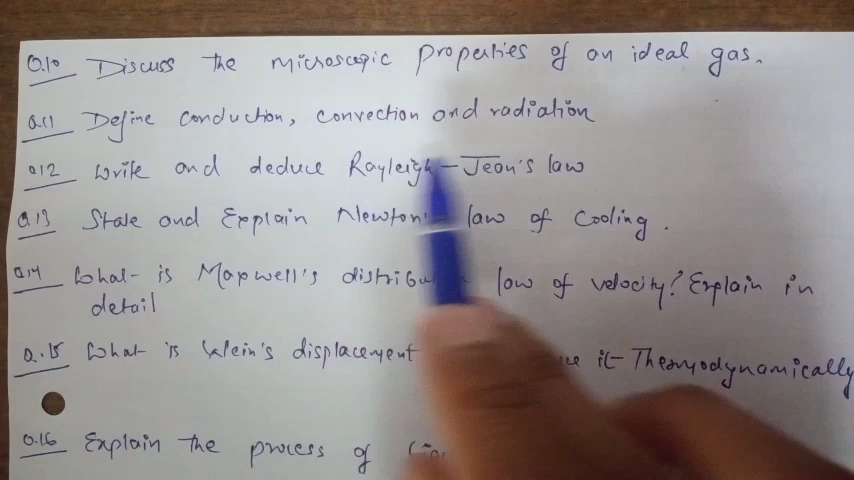 Q.10 Discuss the microscopic properties of an ideal gas.
Q.11 Define conduction, convection and radiation
Q.12 Write and deduce Rayleigh-Jean's law
Q.13 State and Explain Newton's law of Cooling.
Q.14 What is Maxwell's law of velocity? Explain in
detail
Q.15 What is Wein's displacement it Thermodynamically
Q.16 Explain the process of